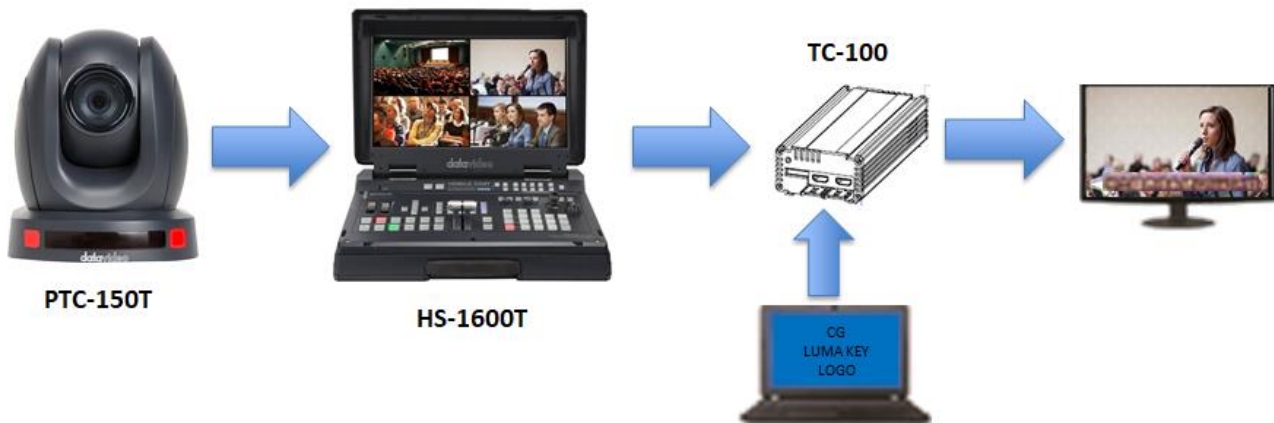 TC-100
datavideo
datavideo
PTC-150T
HS-1600T
CG
LUMA KEY
LOGO